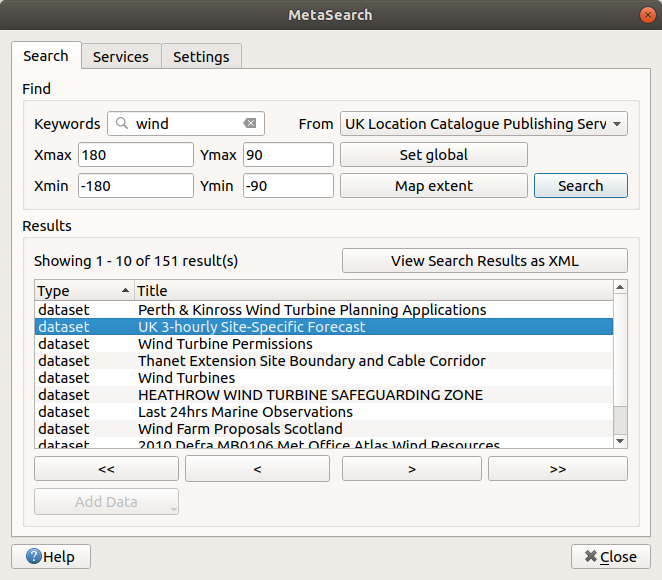 MetaSearch
Search Services Settings
Find
Keywords wind From UK Location Catalogue Publishing Serv
Xmax 180 Ymax 90 Set global
Xmin -180 Ymin -90 Map extent Search
Results
Showing 1 - 10 of 151 result(s) View Search Results as XML
Type Title
dataset Perth & Kinross Wind Turbine Planning Applications
dataset UK 3-hourly Site-Specific Forecast
dataset Wind Turbine Permissions
dataset Thanet Extension Site Boundary and Cable Corridor
dataset Wind Turbines
dataset HEATHROW WIND TURBINE SAFEGUARDING ZONE
dataset Last 24hrs Marine Observations
dataset Wind Farm Proposals Scotland
dataset 2010 Defra MB0106 Met Office Atlas Wind Resources
<< < > >>
Add Data
Help Close